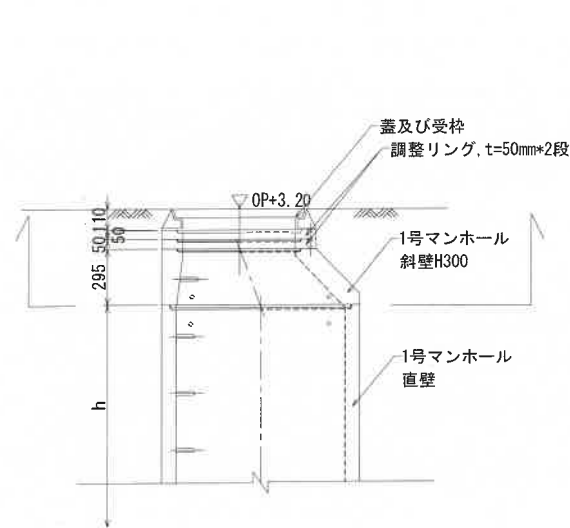 蓋及び受枠
調整リング, t=50mm*2段
OP+3.20
110
50
50
1号マンホール
斜壁H300
295
1号マンホール
直壁
h